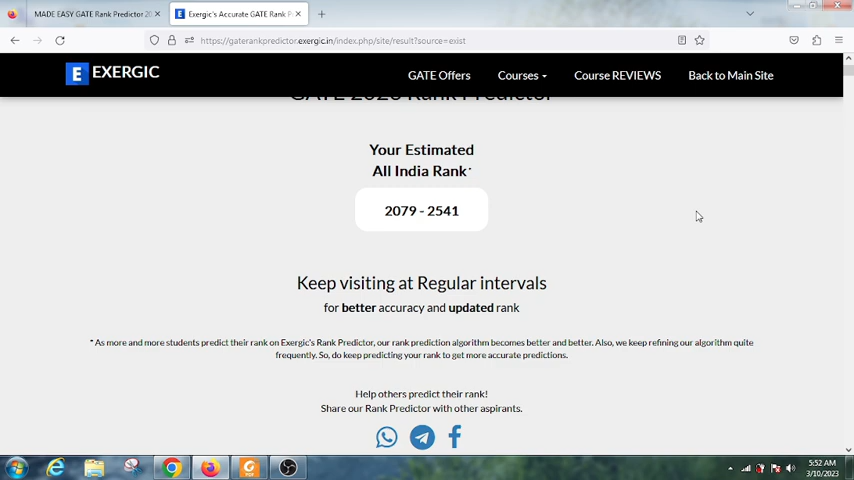 MADE EASY GATE Rank Predictor 20
Exergic's Accurate GATE Rank P
https://gaterankpredictor.exergic.in/index.php/site/result?source=exist
E EXERGIC
GATE Offers
Courses
Course REVIEWS
Back to Main Site
GATE 2023 Rank Predictor
Your Estimated
All India Rank*
2079 - 2541
Keep visiting at Regular intervals
for better accuracy and updated rank
* As more and more students predict their rank on Exergic's Rank Predictor, our rank prediction algorithm becomes better and better. Also, we keep refining our algorithm quite
frequently. So, do keep predicting your rank to get more accurate predictions.
Help others predict their rank!
Share our Rank Predictor with other aspirants.
5:52 AM
3/10/2023